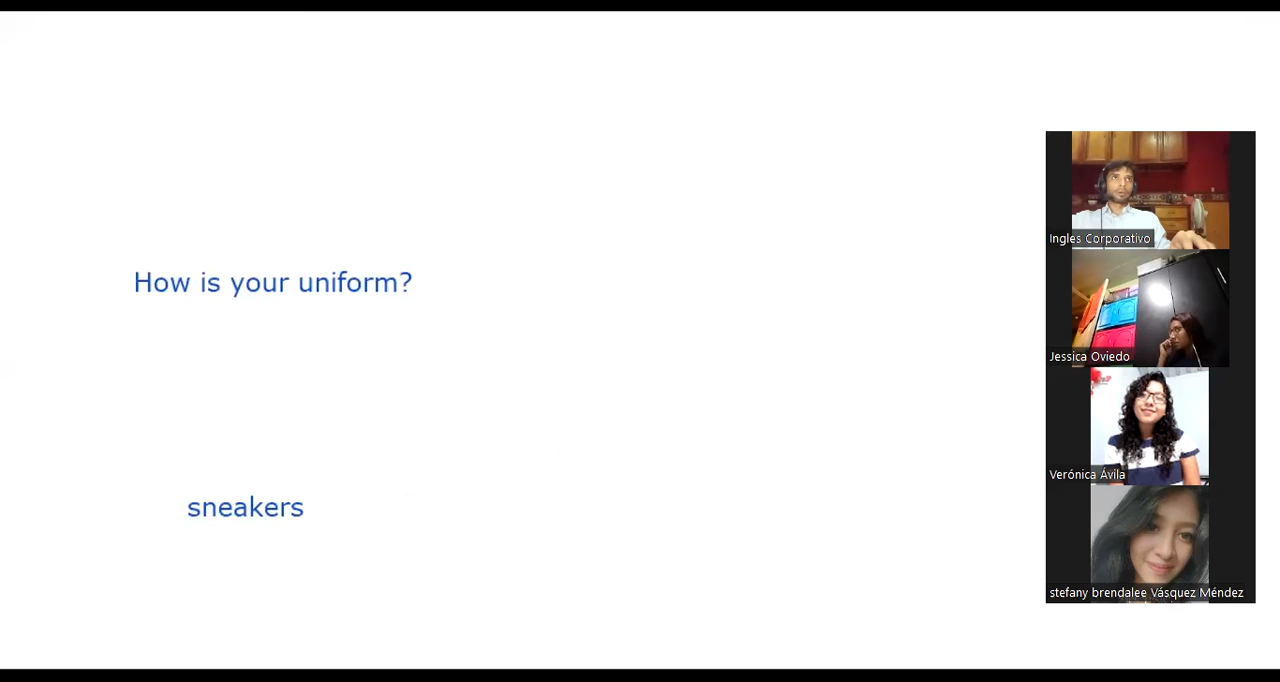 How is your uniform?
sneakers
Ingles Corporativo
Jessica Oviedo
Verónica Ávila
stefany brendalee Vásquez Méndez